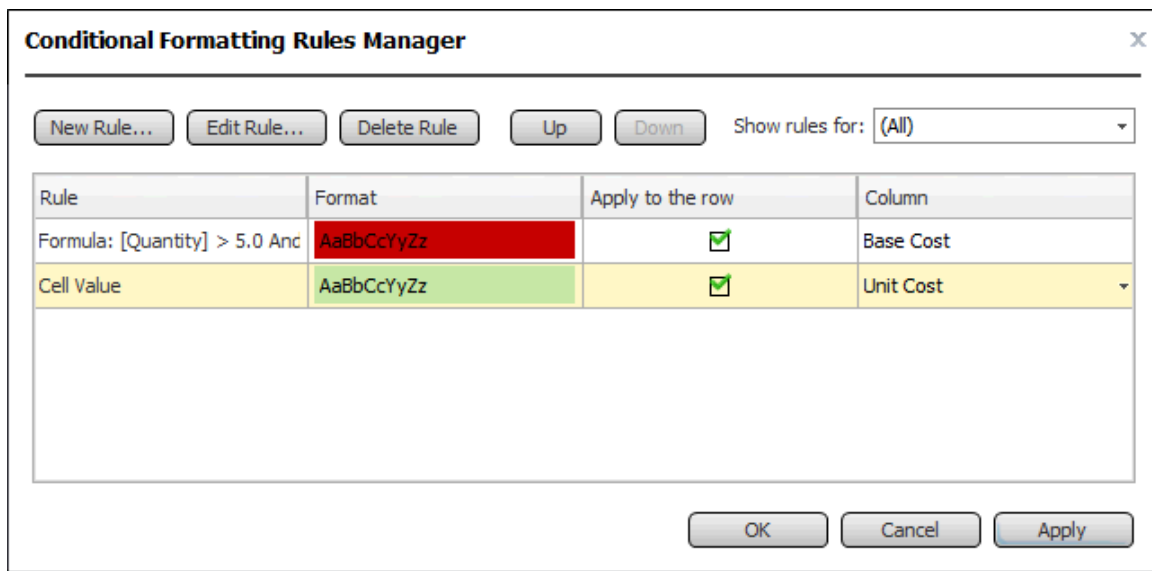 Conditional Formatting Rules Manager
x
New Rule... Edit Rule... Delete Rule Up Down Show rules for: (All)
Rule Format Apply to the row Column
Formula: [Quantity] > 5.0 And AaBbCcYyZz Base Cost
Cell Value AaBbCcYyZz Unit Cost
OK Cancel Apply